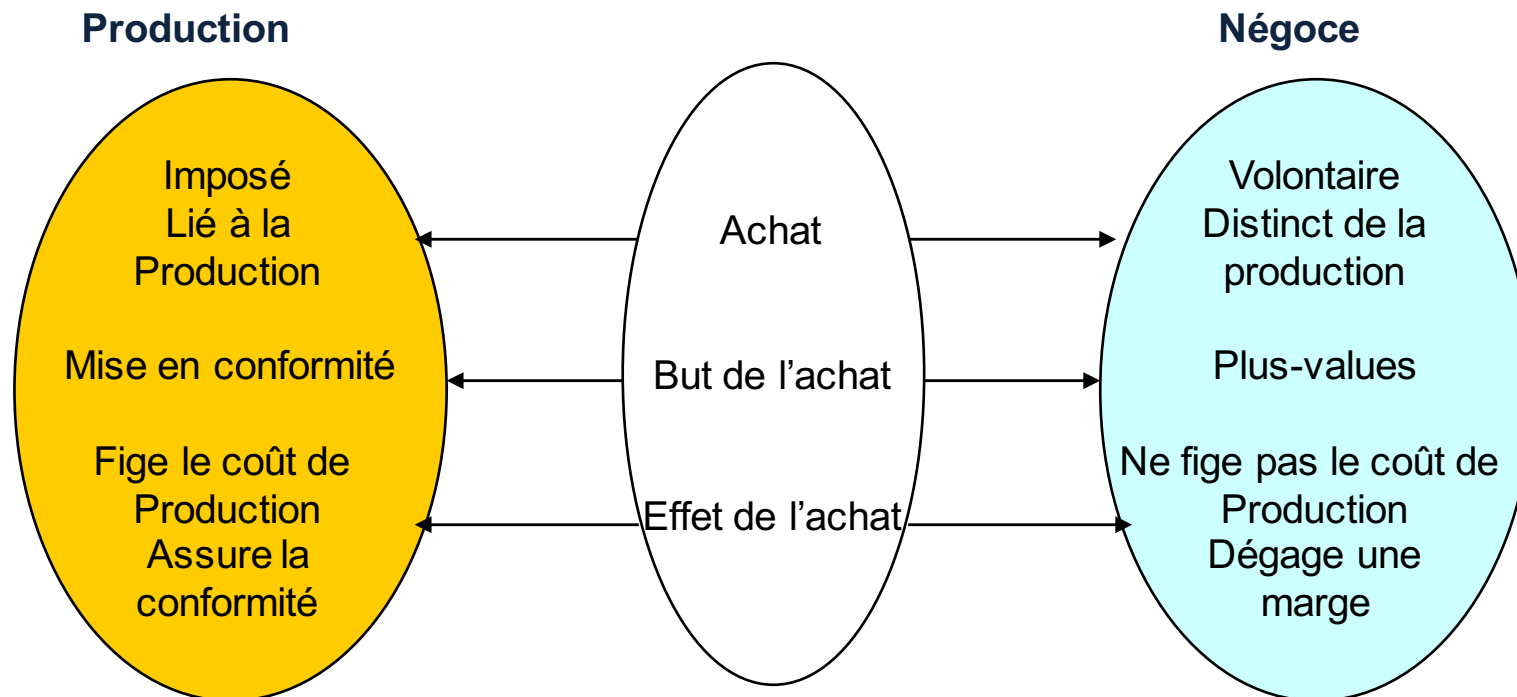 Production
Négoce
Imposé
Lié à la
Production
Mise en conformité
Fige le coût de
Production
Assure la
conformité
Achat
But de l’achat
Effet de l’achat
Volontaire
Distinct de la
production
Plus-values
Ne fige pas le coût de
Production
Dégage une
marge